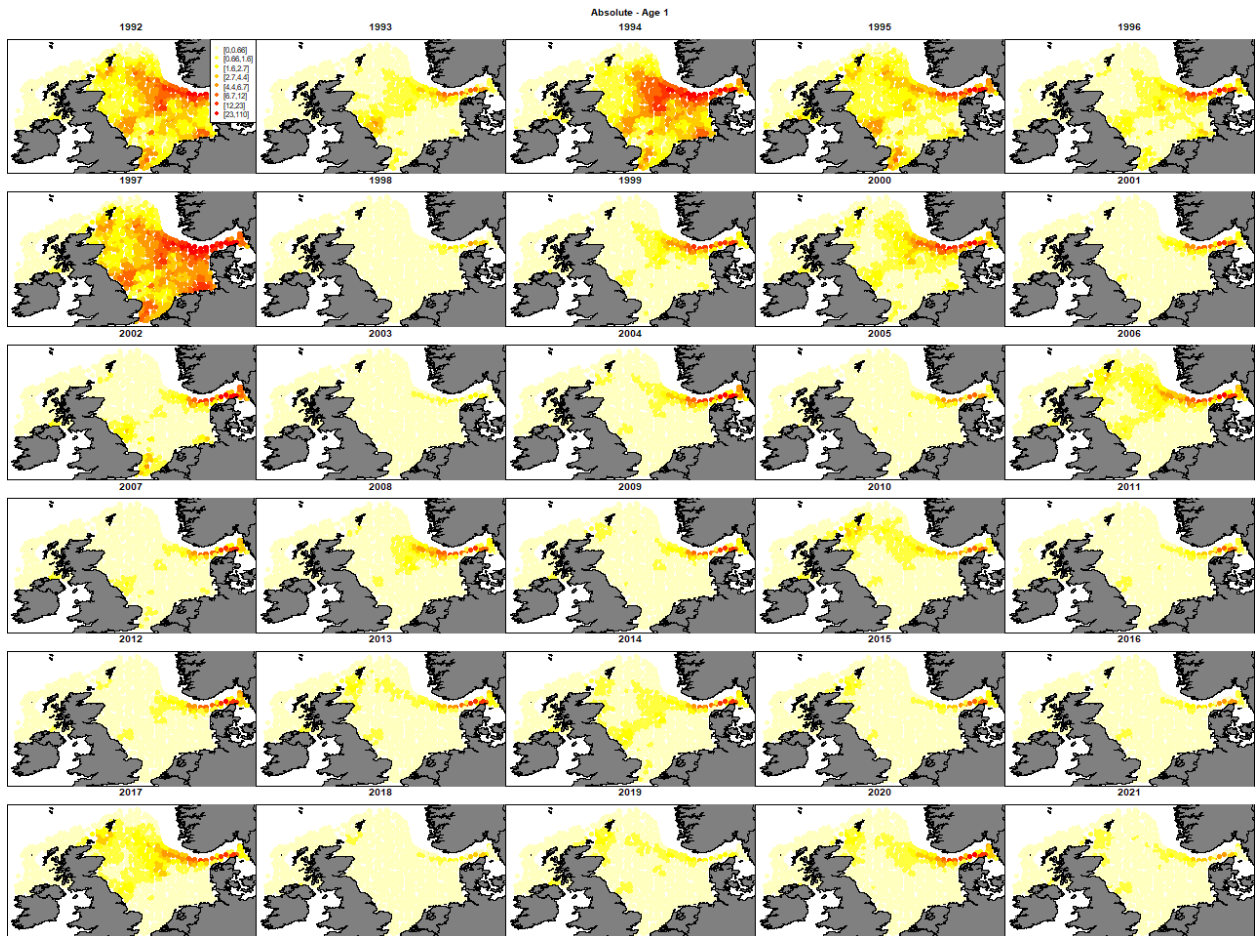 Absolute - Age 1
1992 1993 1994 1995 1996
[0,0.66]
(0.66,1.6]
(1.6,2.7]
(2.7,4.4]
(4.4,6.7]
(6.7,12]
(12,23]
(23,110]
1997 1998 1999 2000 2001
2002 2003 2004 2005 2006
2007 2008 2009 2010 2011
2012 2013 2014 2015 2016
2017 2018 2019 2020 2021